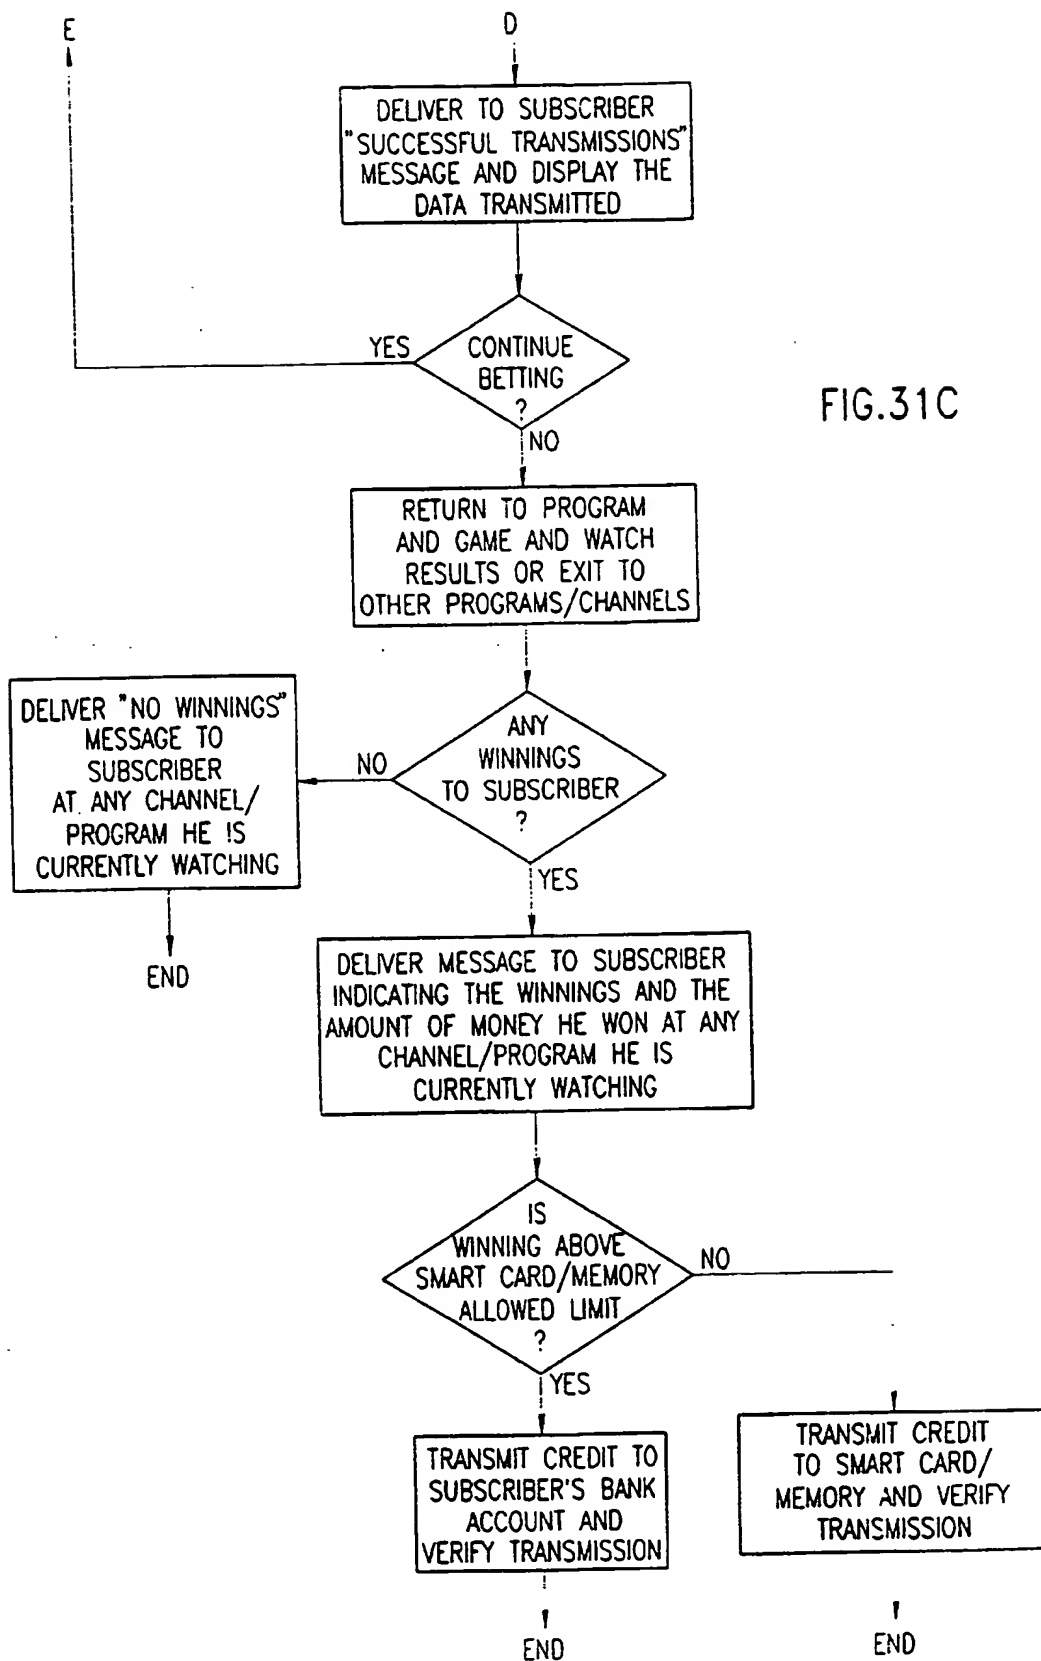 E
D
DELIVER TO SUBSCRIBER
"SUCCESSFUL TRANSMISSIONS"
MESSAGE AND DISPLAY THE
DATA TRANSMITTED
YES
CONTINUE
BETTING
?
NO
FIG.31C
RETURN TO PROGRAM
AND GAME AND WATCH
RESULTS OR EXIT TO
OTHER PROGRAMS/CHANNELS
ANY
WINNINGS
TO SUBSCRIBER
?
NO
DELIVER "NO WINNINGS"
MESSAGE TO
SUBSCRIBER
AT ANY CHANNEL/
PROGRAM HE IS
CURRENTLY WATCHING
END
YES
DELIVER MESSAGE TO SUBSCRIBER
INDICATING THE WINNINGS AND THE
AMOUNT OF MONEY HE WON AT ANY
CHANNEL/PROGRAM HE IS
CURRENTLY WATCHING
IS
WINNING ABOVE
SMART CARD/MEMORY
ALLOWED LIMIT
?
NO
YES
TRANSMIT CREDIT TO
SUBSCRIBER'S BANK
ACCOUNT AND
VERIFY TRANSMISSION
END
TRANSMIT CREDIT
TO SMART CARD/
MEMORY AND VERIFY
TRANSMISSION
END